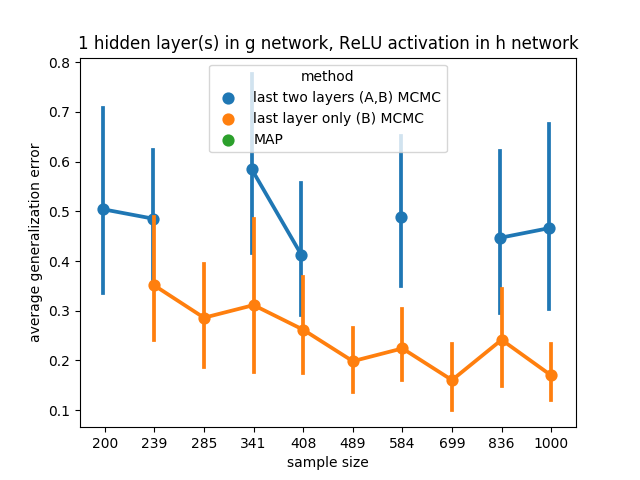 1 hidden layer(s) in g network, ReLU activation in h network
method
last two layers (A,B) MCMC
last layer only (B) MCMC
MAP
average generalization error
0.8
0.7
0.6
0.5
0.4
0.3
0.2
0.1
200 239 285 341 408 489 584 699 836 1000
sample size